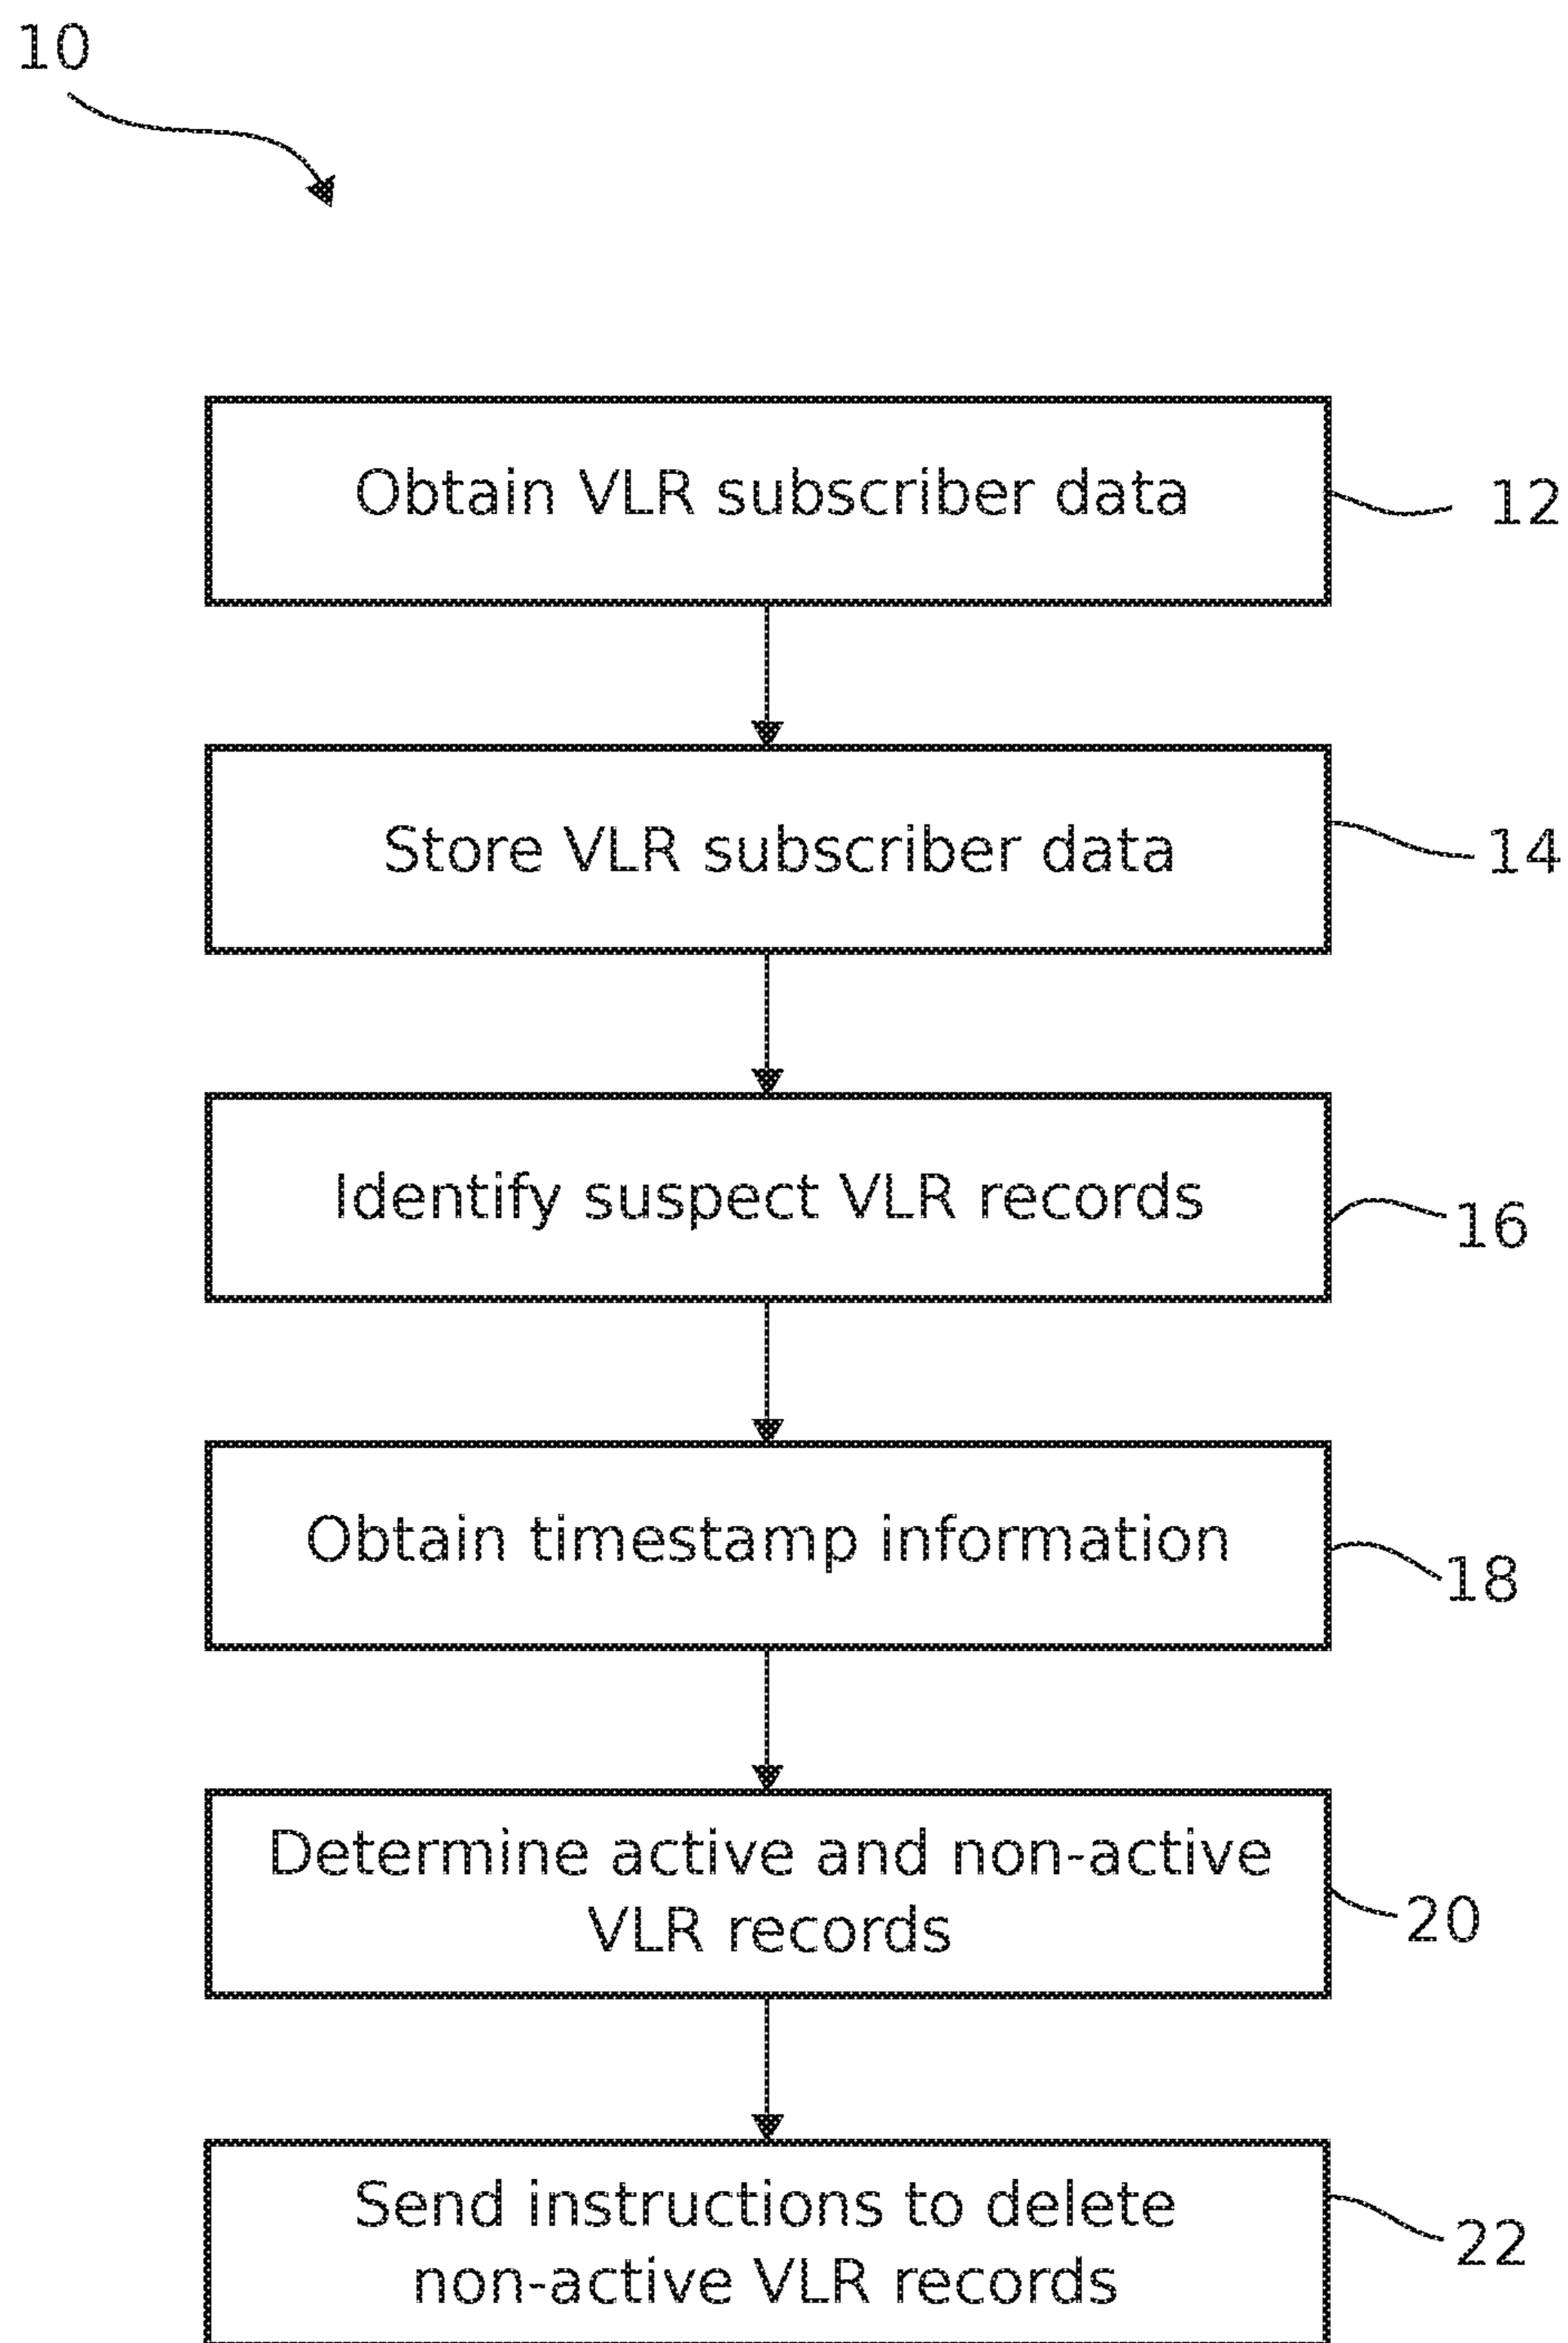 10
Obtain VLR subscriber data
12
Store VLR subscriber data
14
Identify suspect VLR records
16
Obtain timestamp information
18
Determine active and non-active
VLR records
20
Send instructions to delete
non-active VLR records
22